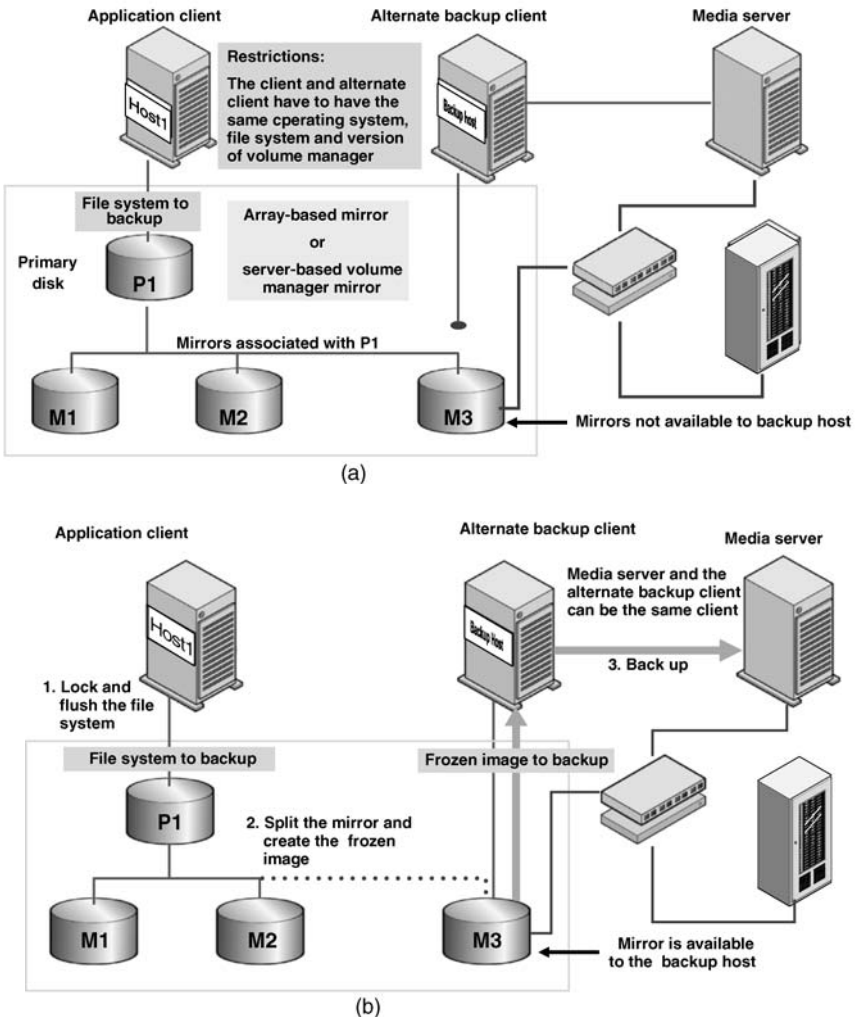 Application client
Alternate backup client
Media server
Host1
Restrictions:
The client and alternate
client have to have the
same cperating system,
file system and version
of volume manager
Backup host
File system to
backup
Array-based mirror
or
server-based volume
manager mirror
Primary
disk
P1
Mirrors associated with P1
M1
M2
M3
Mirrors not available to backup host
(a)
Application client
Alternate backup client
Media server
Host1
Backup Host
Media server and the
alternate backup client
can be the same client
3. Back up
1. Lock and
flush the file
system
File system to backup
Frozen image to backup
P1
2. Split the mirror and
create the frozen
image
M1
M2
M3
Mirror is available
to the backup host
(b)